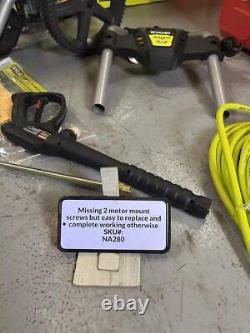 Missing 2 motor mount
screws but easy to replace and
complete working otherwise
SKU#:
NA280